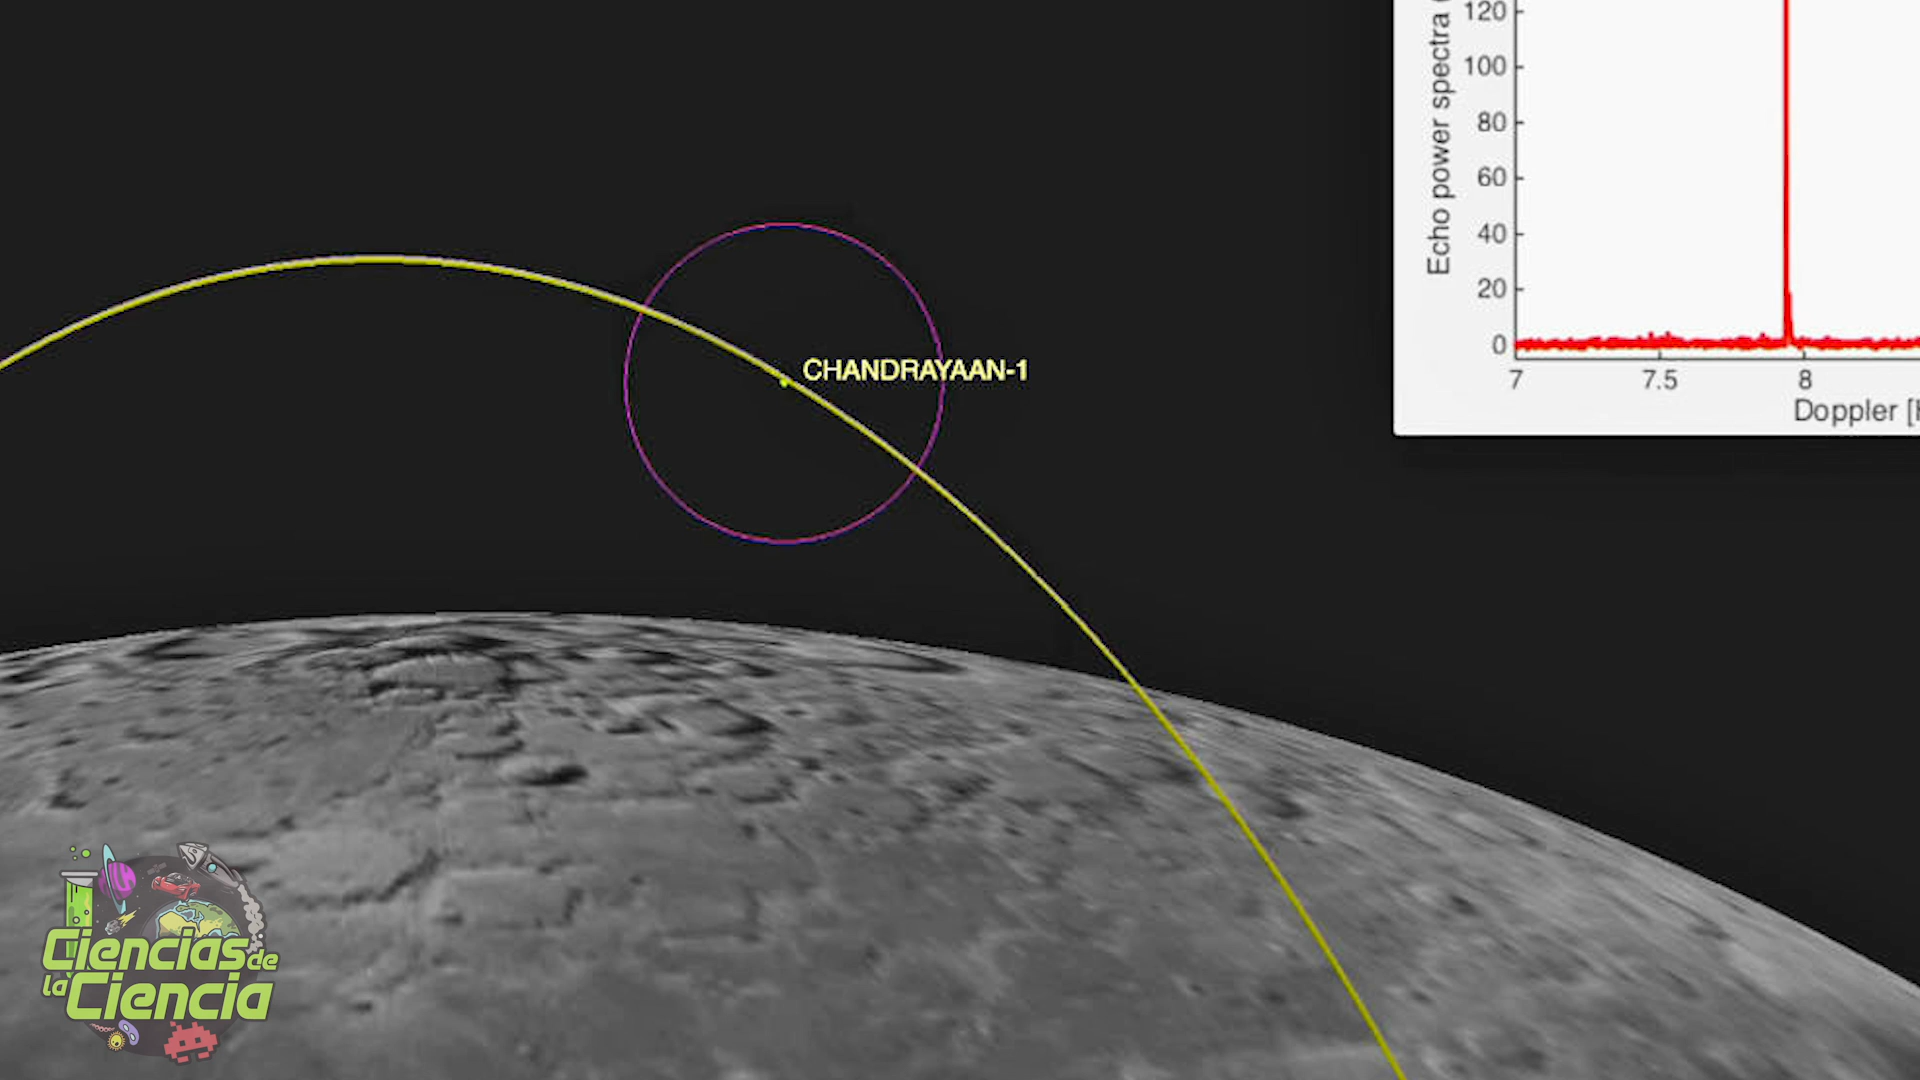 CHANDRAYAAN-1
Echo power spectra (
120
100
80
60
40
20
0
7
7.5
8
Doppler [
Ciencias de
la Ciencia